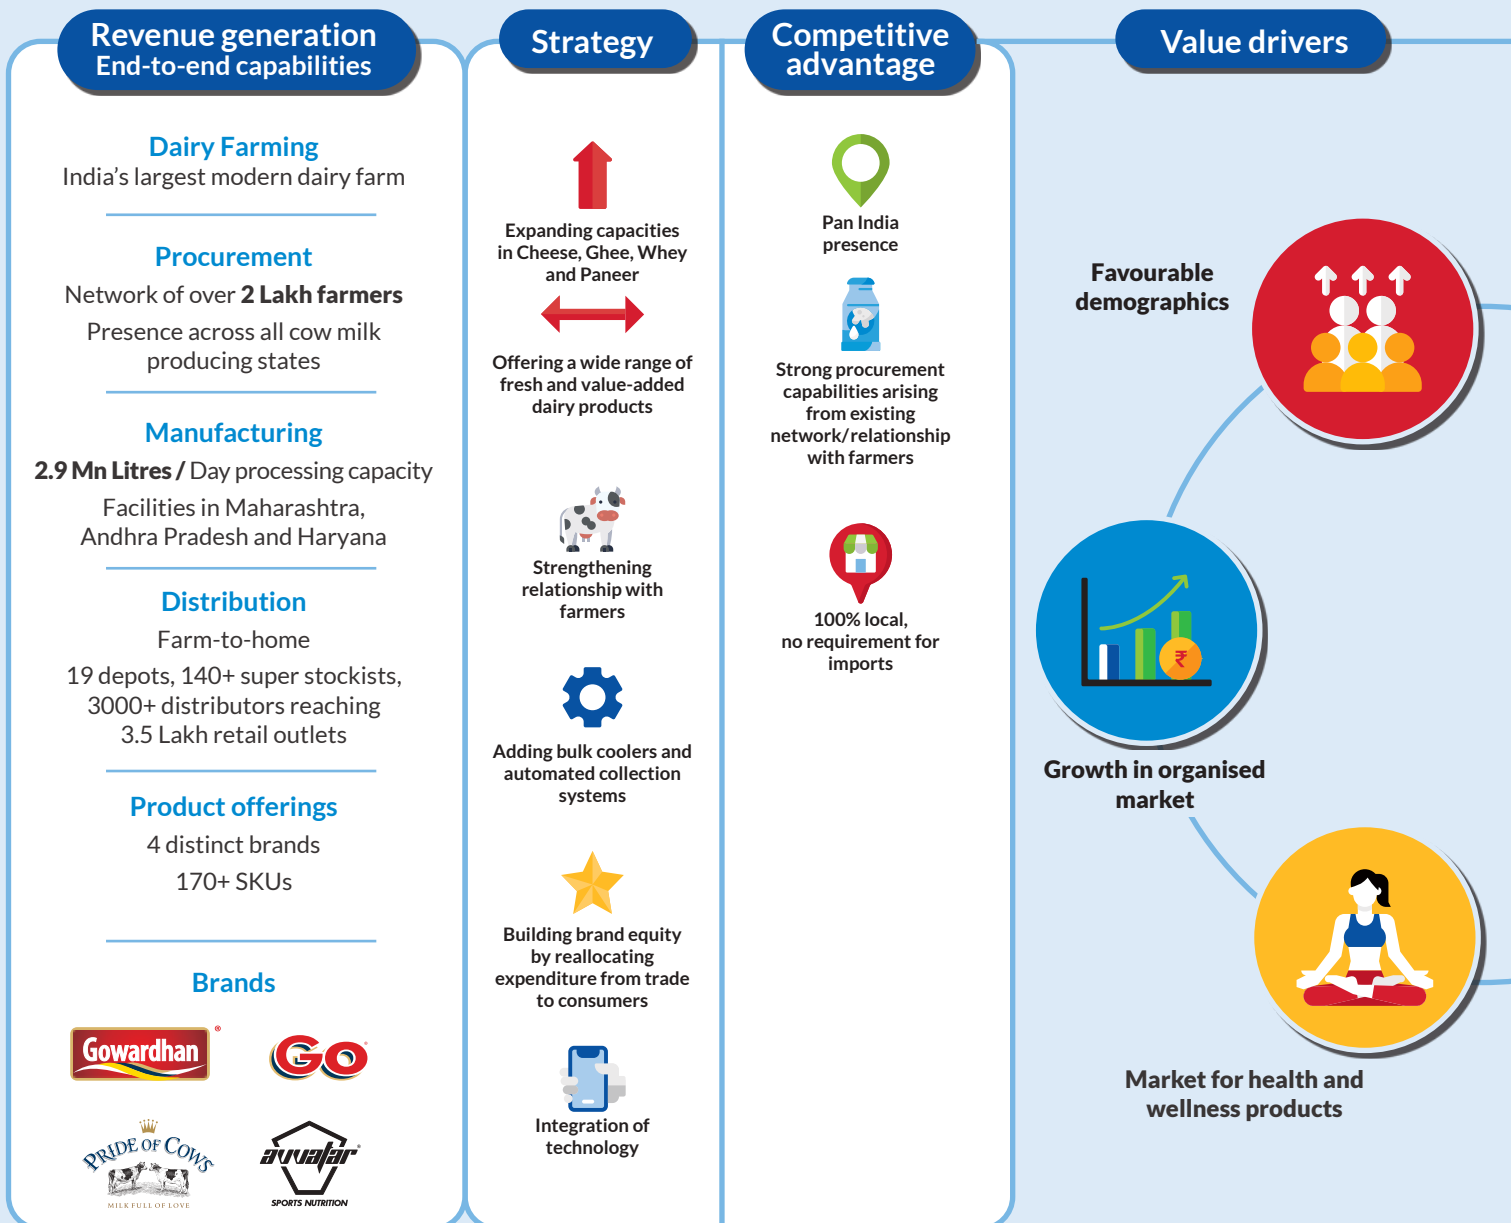 Revenue generation
End-to-end capabilities
Dairy Farming
India's largest modern dairy farm
Procurement
Network of over 2 Lakh farmers
Presence across all cow milk
producing states
Manufacturing
2.9 Mn Litres / Day processing capacity
Facilities in Maharashtra,
Andhra Pradesh and Haryana
Distribution
Farm-to-home
19 depots, 140+ super stockists,
3000+ distributors reaching
3.5 Lakh retail outlets
Product offerings
4 distinct brands
170+ SKUs
Brands
Gowardhan®
Go
PRIDE OF COWS
MILK FULL OF LOVE
avvatar
SPORTS NUTRITION
Strategy
Expanding capacities
in Cheese, Ghee, Whey
and Paneer
Offering a wide range of
fresh and value-added
dairy products
Strengthening
relationship with
farmers
Adding bulk coolers and
automated collection
systems
Building brand equity
by reallocating
expenditure from trade
to consumers
Integration of
technology
Competitive
advantage
Pan India
presence
Strong procurement
capabilities arising
from existing
network/relationship
with farmers
100% local,
no requirement for
imports
Value drivers
Favourable
demographics
₹
Growth in organised
market
Market for health and
wellness products